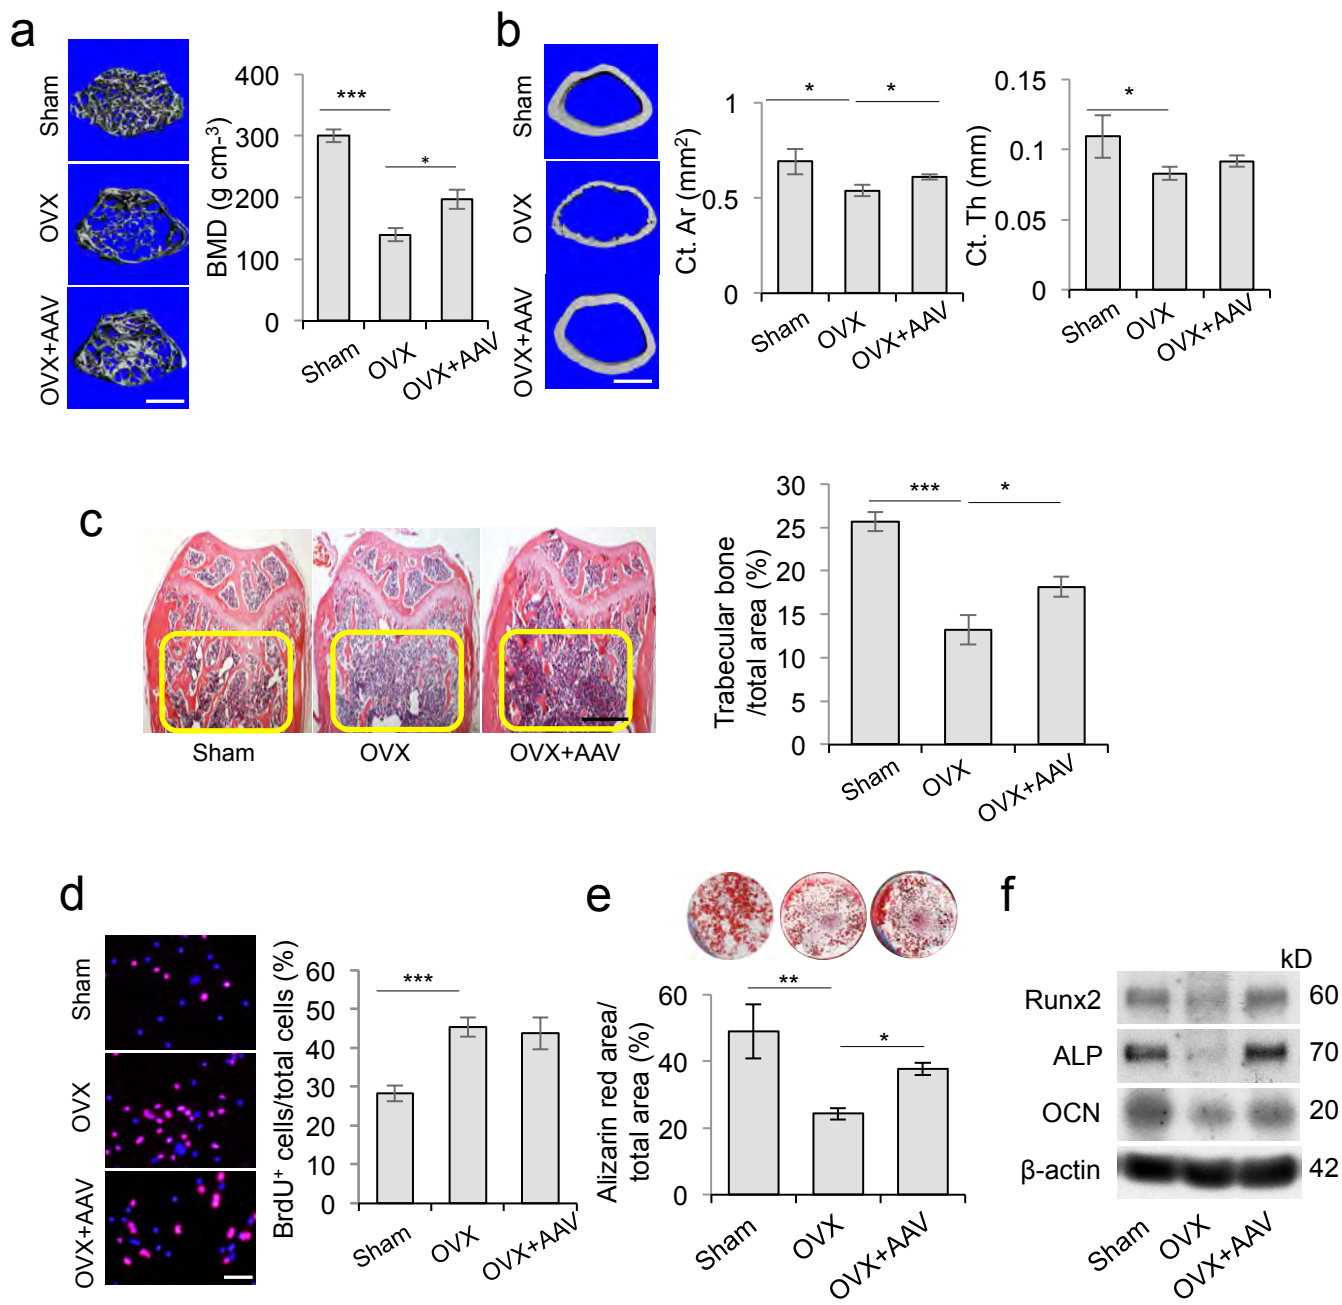 a
Sham
OVX
OVX+AAV
BMD (g cm-³)
400
300
200
100
0
***
*
Sham
OVX
OVX+AAV
b
Sham
OVX
OVX+AAV
Ct. Ar (mm²)
1
0.5
0
*
*
Sham
OVX
OVX+AAV
Ct. Th (mm)
0.15
0.1
0.05
0
*
Sham
OVX
OVX+AAV
c
Sham
OVX
OVX+AAV
Trabecular bone
/total area (%)
30
25
20
15
10
5
0
***
*
Sham
OVX
OVX+AAV
d
Sham
OVX
OVX+AAV
BrdU⁺ cells/total cells (%)
60
50
40
30
20
10
0
***
Sham
OVX
OVX+AAV
e
Alizarin red area/
total area (%)
60
40
20
0
**
*
Sham
OVX
OVX+AAV
f
kD
Runx2 60
ALP 70
OCN 20
β-actin 42
Sham
OVX
OVX+AAV